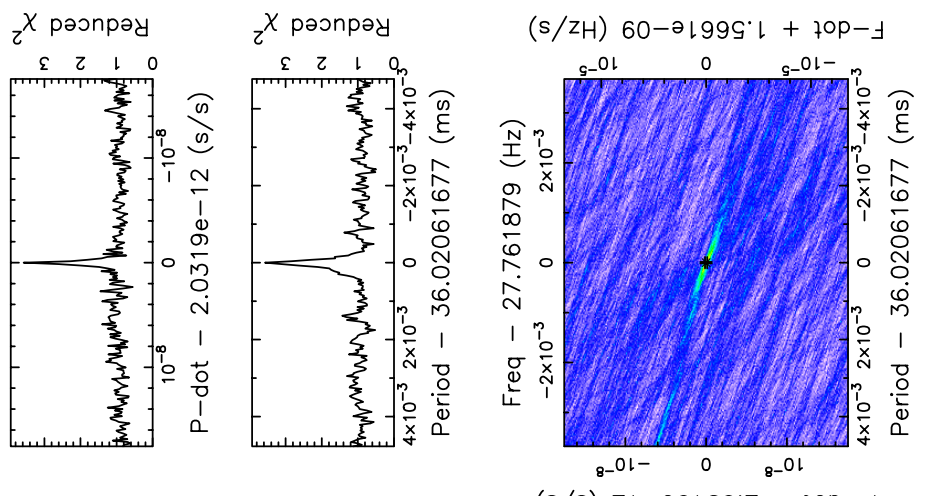 Reduced χ²
0 1 2 3
−10⁻⁸ 0 10⁻⁸
P−dot − 2.0319e−12 (s/s)
Reduced χ²
0 1 2 3
−4×10⁻³ −2×10⁻³ 0 2×10⁻³ 4×10⁻³
Period − 36.02061677 (ms)
Freq − 27.761879 (Hz)
2×10⁻³ 0 −2×10⁻³
F−dot + 1.5661e−09 (Hz/s)
10⁻⁵ 0 −10⁻⁵
−4×10⁻³ −2×10⁻³ 0 2×10⁻³ 4×10⁻³
Period − 36.02061677 (ms)
−10⁻⁸ 0 10⁻⁸